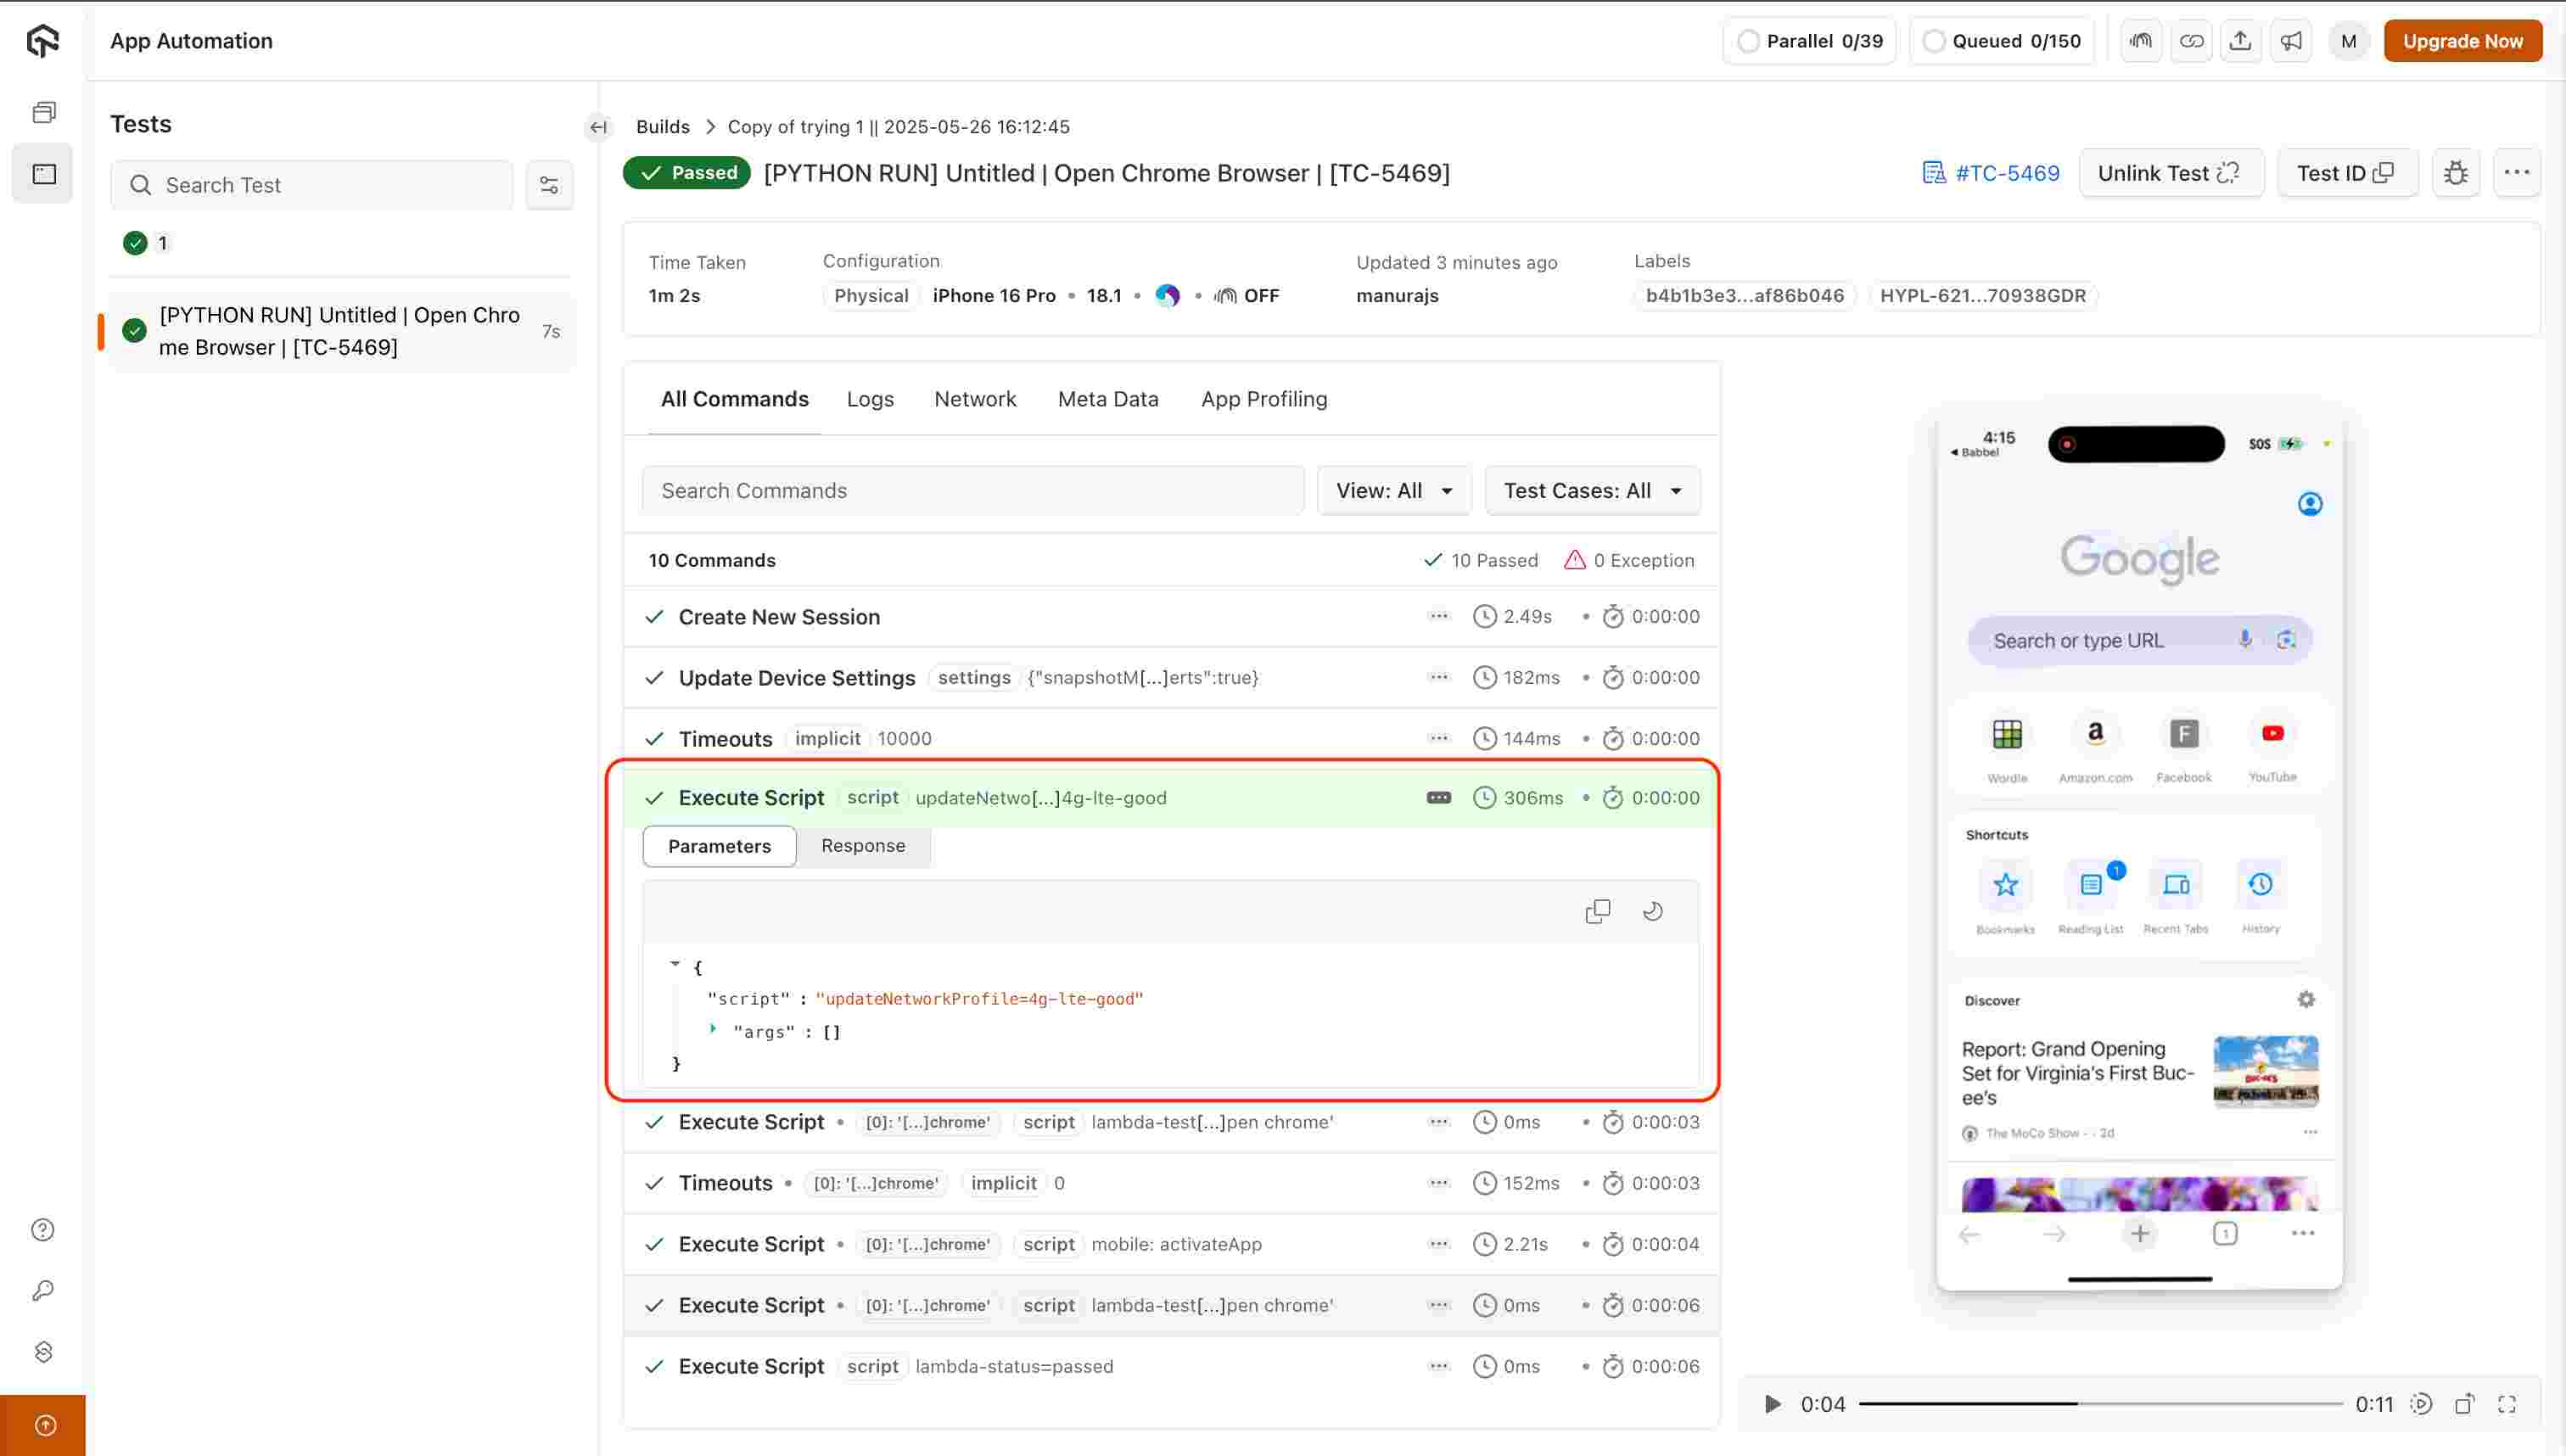 App Automation
Parallel 0/39
Queued 0/150
M
Upgrade Now
Tests
Search Test
1
[PYTHON RUN] Untitled | Open Chro
me Browser | [TC-5469]
7s
Builds > Copy of trying 1 || 2025-05-26 16:12:45
Passed
[PYTHON RUN] Untitled | Open Chrome Browser | [TC-5469]
#TC-5469
Unlink Test
Test ID
Time Taken
1m 2s
Configuration
Physical iPhone 16 Pro • 18.1 • • OFF
Updated 3 minutes ago
manurajs
Labels
b4b1b3e3...af86b046
HYPL-621...70938GDR
All Commands
Logs
Network
Meta Data
App Profiling
Search Commands
View: All
Test Cases: All
10 Commands
10 Passed
0 Exception
Create New Session
2.49s • 0:00:00
Update Device Settings settings {"snapshotM[...]erts":true}
182ms • 0:00:00
Timeouts implicit 10000
144ms • 0:00:00
Execute Script script updateNetwo[...]4g-lte-good
306ms • 0:00:00
Parameters
Response
{
"script" : "updateNetworkProfile=4g-lte-good"
"args" : []
}
Execute Script • [0]: '[...]chrome' script lambda-test[...]pen chrome'
0ms • 0:00:03
Timeouts • [0]: '[...]chrome' implicit 0
152ms • 0:00:03
Execute Script • [0]: '[...]chrome' script mobile: activateApp
2.21s • 0:00:04
Execute Script • [0]: '[...]chrome' script lambda-test[...]pen chrome'
0ms • 0:00:06
Execute Script script lambda-status=passed
0ms • 0:00:06
4:15
Babbel
SOS
Google
Search or type URL
a
F
Wordle
Amazon.com
Facebook
YouTube
Shortcuts
1
Bookmarks
Reading List
Recent Tabs
History
Discover
Report: Grand Opening
Set for Virginia's First Buc-
ee's
BUC-EE'S
The MoCo Show - · 2d
1
0:04
0:11